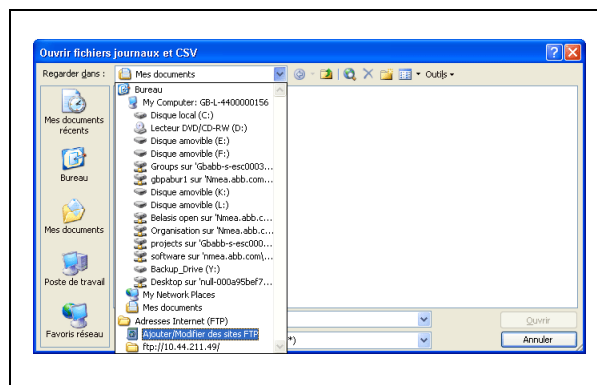 Ouvrir fichiers journaux et CSV
Regarder dans :
Mes documents
Outils
Mes documents
récents
Bureau
Mes documents
Poste de travail
Favoris réseau
Bureau
My Computer: GB-L-4400000156
Disque local (C:)
Lecteur DVD/CD-RW (D:)
Disque amovible (E:)
Disque amovible (F:)
Groups sur 'Gbabb-s-esc0003...
gbpabur1 sur 'Nmea.abb.com...
Disque amovible (K:)
Disque amovible (L:)
Belasis open sur 'Nmea.abb.c...
Organisation sur 'Nmea.abb.c...
projects sur 'Gbabb-s-esc000...
software sur 'nmea.abb.com\...
Backup_Drive (Y:)
Desktop sur 'null-000a95bef7...
My Network Places
Mes documents
Adresses Internet (FTP)
Ajouter/Modifier des sites FTP
ftp://10.44.211.49/
*)
Ouvrir
Annuler